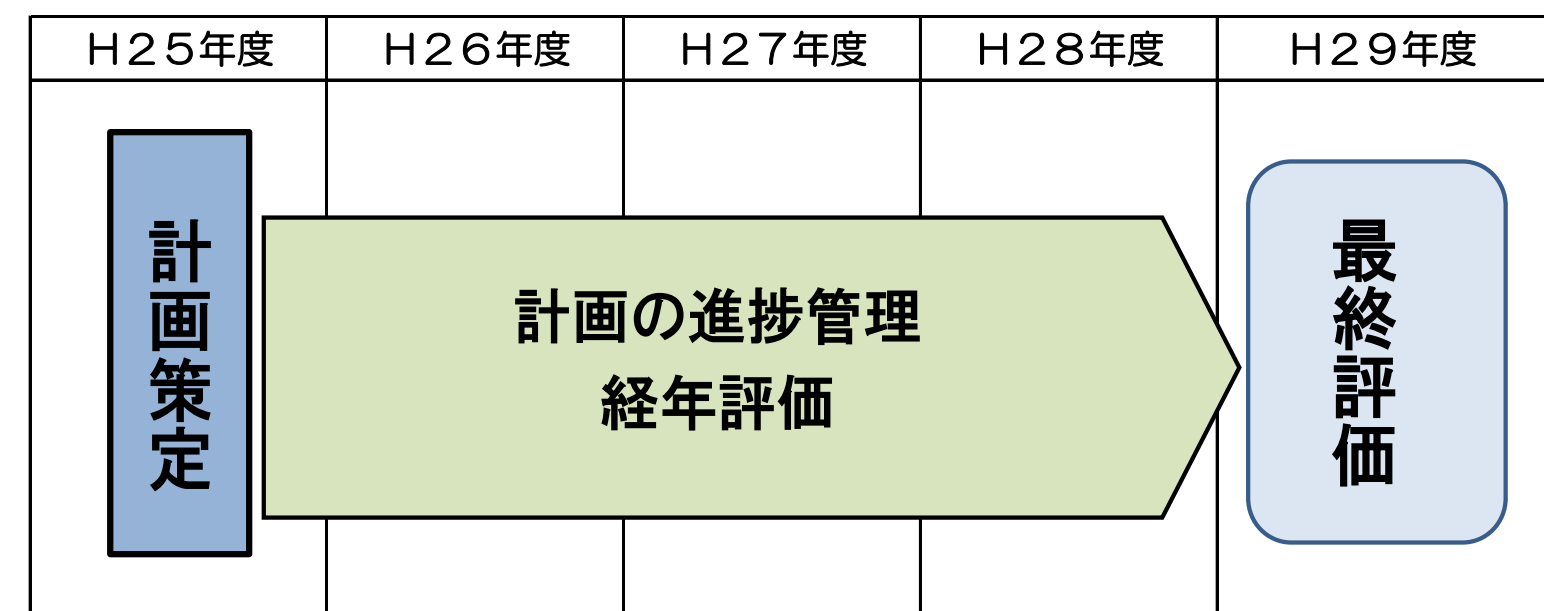 H25年度
H26年度
H27年度
H28年度
H29年度
計画策定
計画の進捗管理
経年評価
最終評価